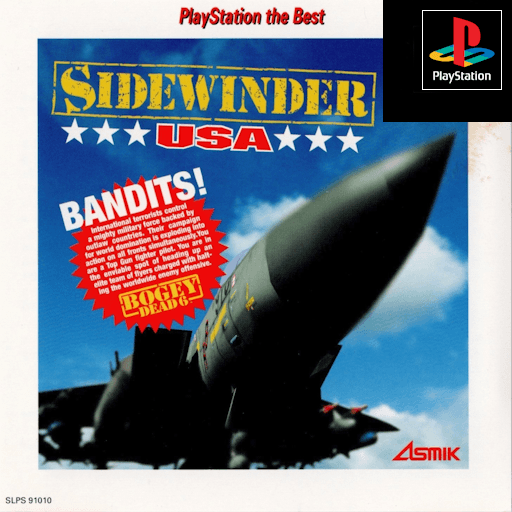 PlayStation the Best
PlayStation
SIDEWINDER
USA
BANDITS!
International terrorists control
a mighty military force backed by
outlaw countries. Their campaign
for world domination is exploding into
action on all fronts simultaneously. You
are a Top Gun fighter pilot. You are in
the enviable spot of heading up an
elite team of flyers charged with halt-
ing the worldwide enemy offensive.
BOGEY
DEAD 6
ASMIK
SLPS 91010